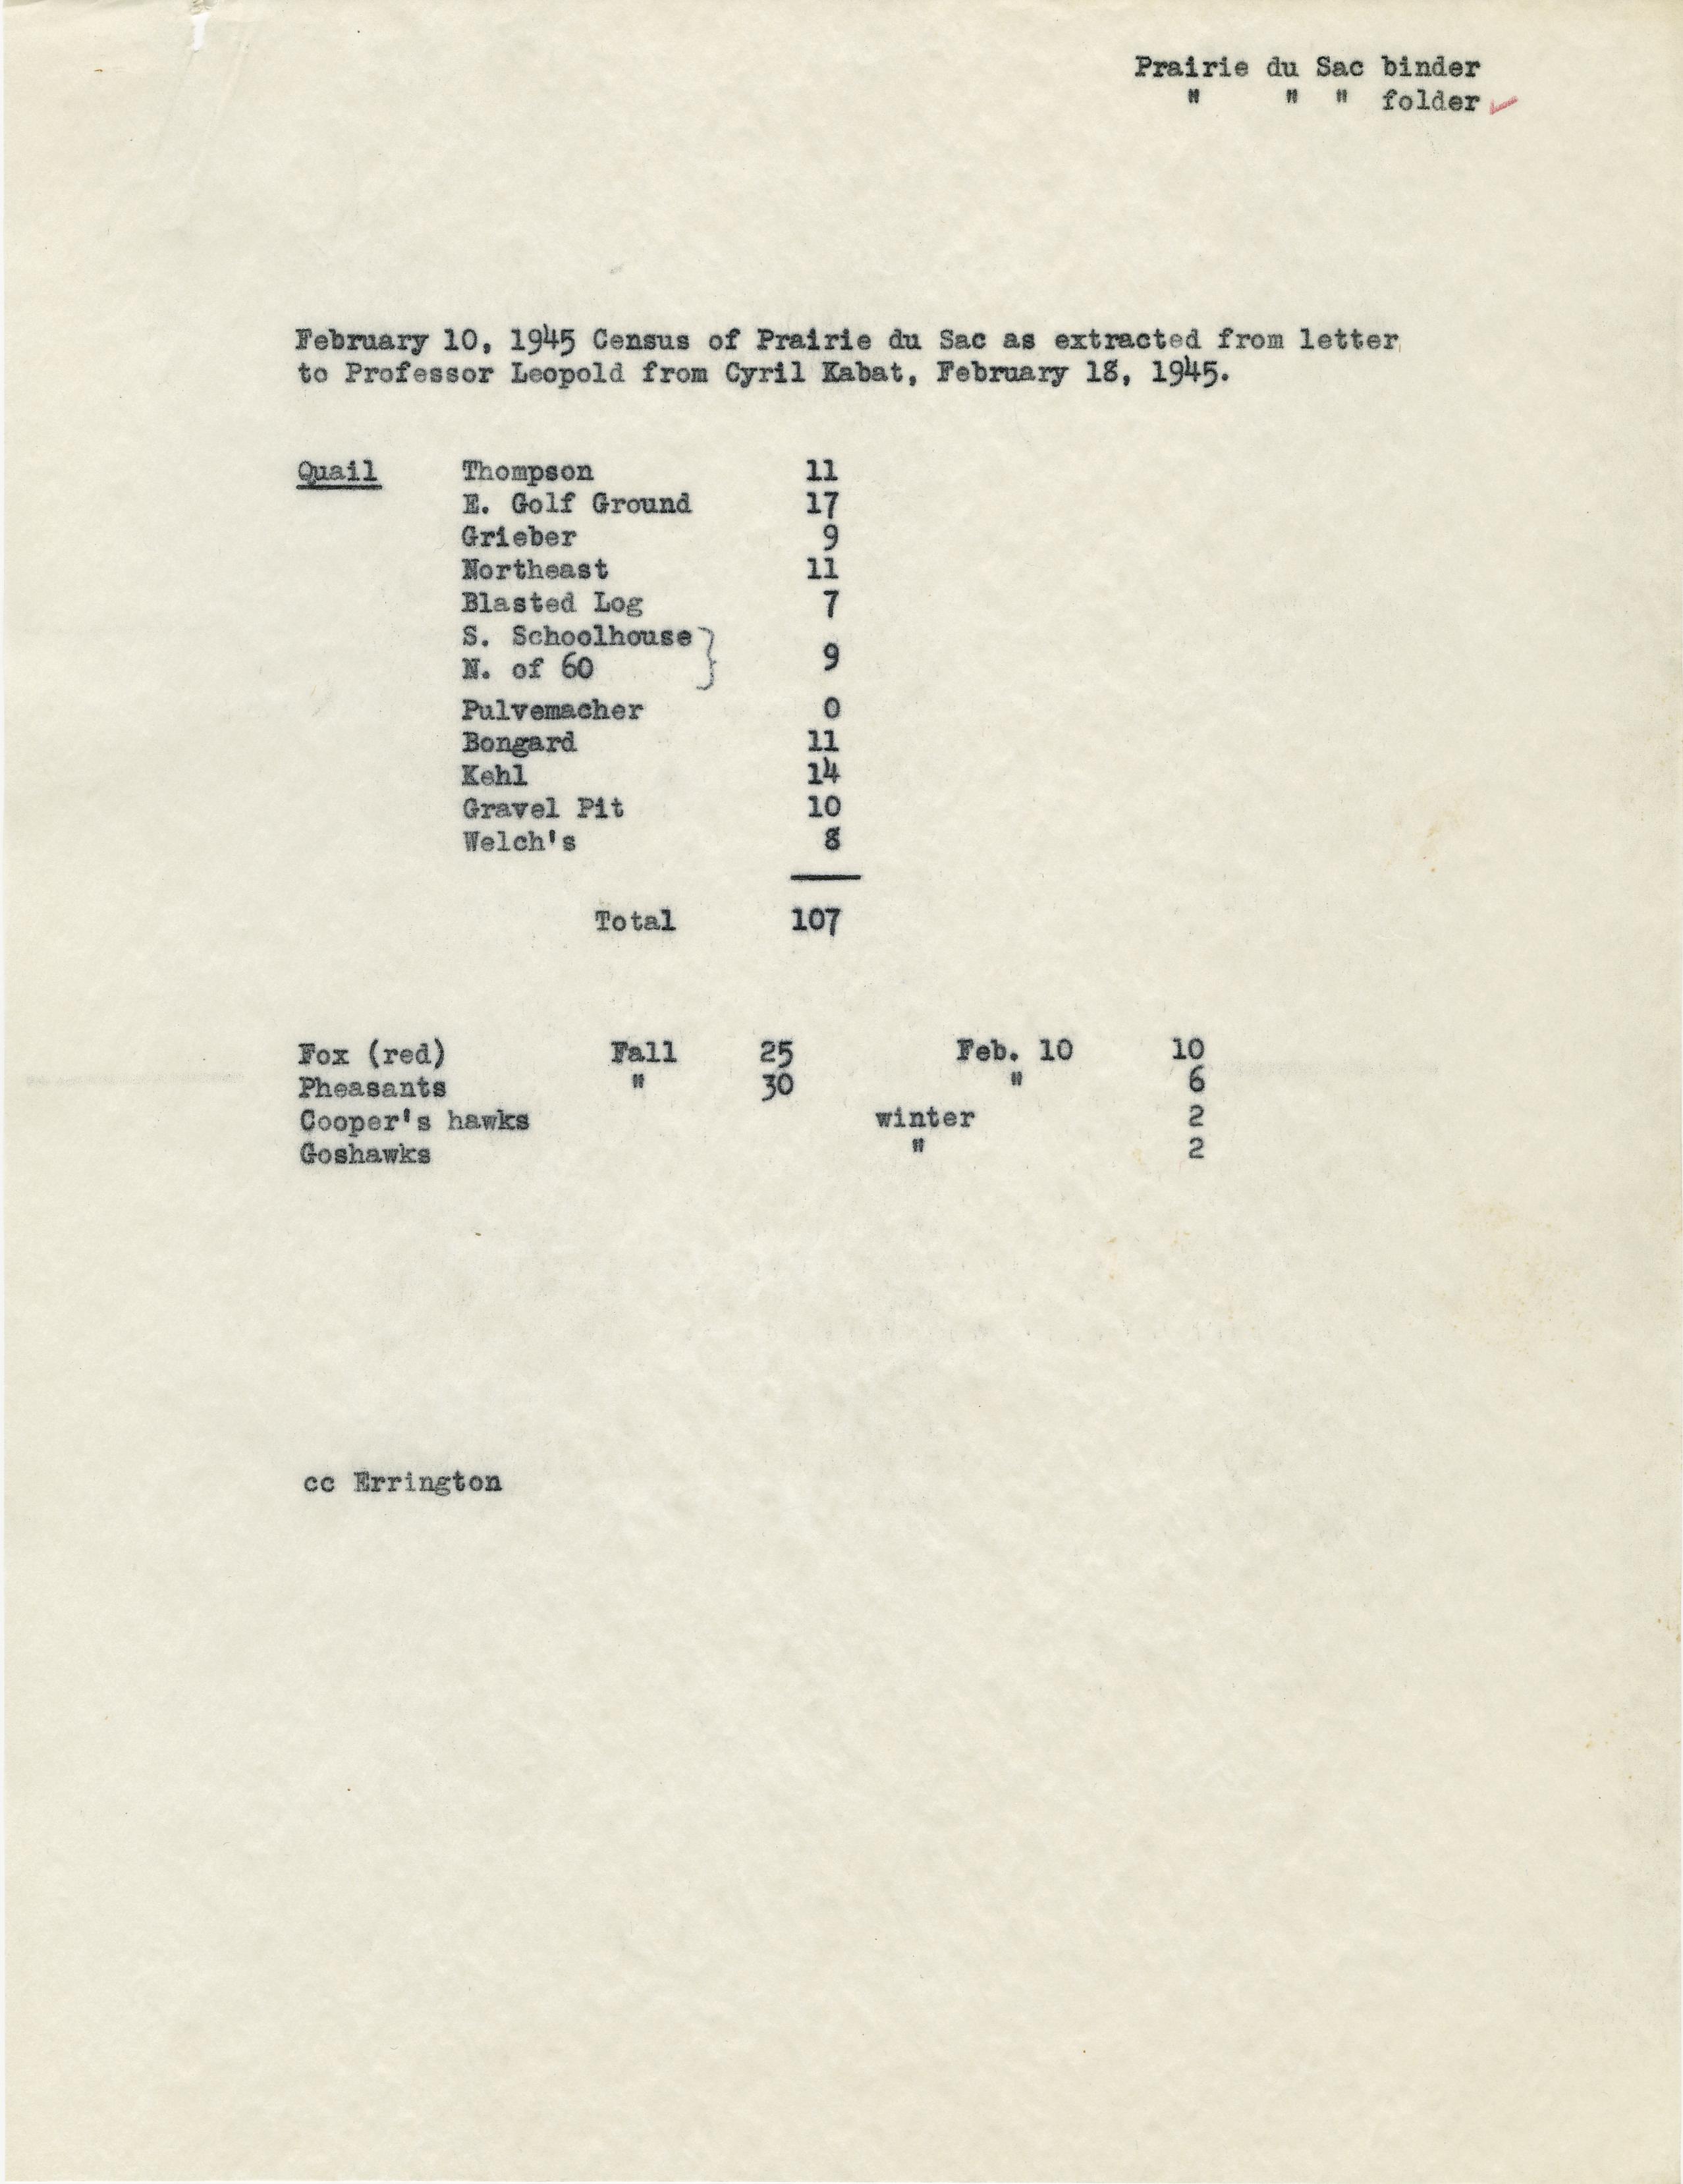 Prairie du Sac binder
" " " folder
February 10, 1945 Census of Prairie du Sac as extracted from letter
to Professor Leopold from Cyril Kabat, February 18, 1945.
Quail Thompson 11
E. Golf Ground 17
Grieber 9
Northeast 11
Blasted Log 7
S. Schoolhouse }
N. of 60 } 9
Pulvemacher 0
Bongard 11
Kehl 14
Gravel Pit 10
Welch's 8
Total 107
Fox (red) Fall 25 Feb. 10 10
Pheasants " 30 " 6
Cooper's hawks winter 2
Goshawks " 2
cc Errington